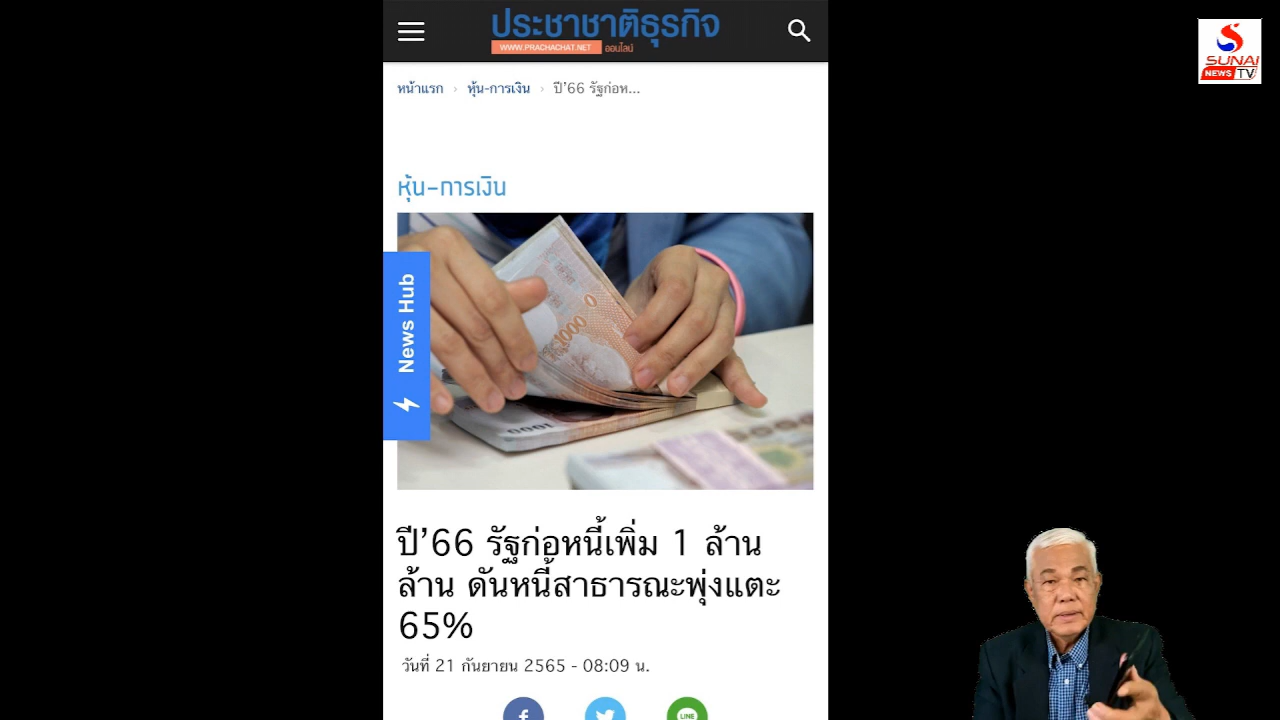 ประชาชาติธุรกิจ
WWW.PRACHACHAT.NET ออนไลน์
SUNAI
NEWS TV
หน้าแรก › หุ้น-การเงิน › ปี’66 รัฐก่อห...
หุ้น-การเงิน
News Hub
1000
1000
ปี’66 รัฐก่อหนี้เพิ่ม 1 ล้าน
ล้าน ดันหนี้สาธารณะพุ่งแตะ
65%
วันที่ 21 กันยายน 2565 - 08:09 น.
f
LINE